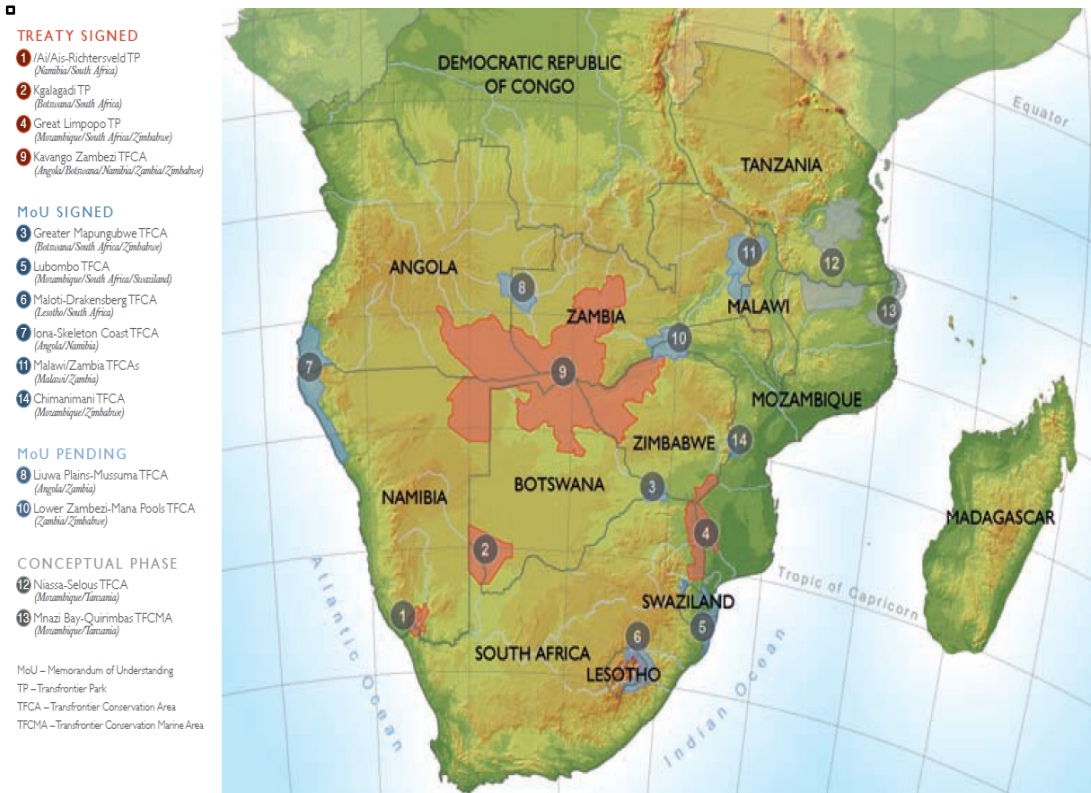 TREATY SIGNED
1 /Ai/Ais-Richtersveld TP
(Namibia/South Africa)
2 Kgalagadi TP
(Botswana/South Africa)
4 Great Limpopo TP
(Mozambique/South Africa/Zimbabwe)
9 Kavango Zambezi TFCA
(Angola/Botswana/Namibia/Zambia/Zimbabwe)
MoU SIGNED
3 Greater Mapungubwe TFCA
(Botswana/South Africa/Zimbabwe)
5 Lubombo TFCA
(Mozambique/South Africa/Swaziland)
6 Maloti-Drakensberg TFCA
(Lesotho/South Africa)
7 Iona-Skeleton Coast TFCA
(Angola/Namibia)
11 Malawi/Zambia TFCAs
(Malawi/Zambia)
14 Chimanimani TFCA
(Mozambique/Zimbabwe)
MoU PENDING
8 Liuwa Plains-Mussuma TFCA
(Angola/Zambia)
10 Lower Zambezi-Mana Pools TFCA
(Zambia/Zimbabwe)
CONCEPTUAL PHASE
12 Niassa-Selous TFCA
(Mozambique/Tanzania)
13 Mnazi Bay-Quirimbas TFCMA
(Mozambique/Tanzania)
MoU – Memorandum of Understanding
TP – Transfrontier Park
TFCA – Transfrontier Conservation Area
TFCMA – Transfrontier Conservation Marine Area
DEMOCRATIC REPUBLIC
OF CONGO
Equator
TANZANIA
11
12
ANGOLA
8
MALAWI
13
ZAMBIA
10
7
9
MOZAMBIQUE
14
ZIMBABWE
BOTSWANA
3
NAMIBIA
MADAGASCAR
4
2
Atlantic Ocean
Tropic of Capricorn
SWAZILAND
1
5
6
SOUTH AFRICA
LESOTHO
Indian Ocean